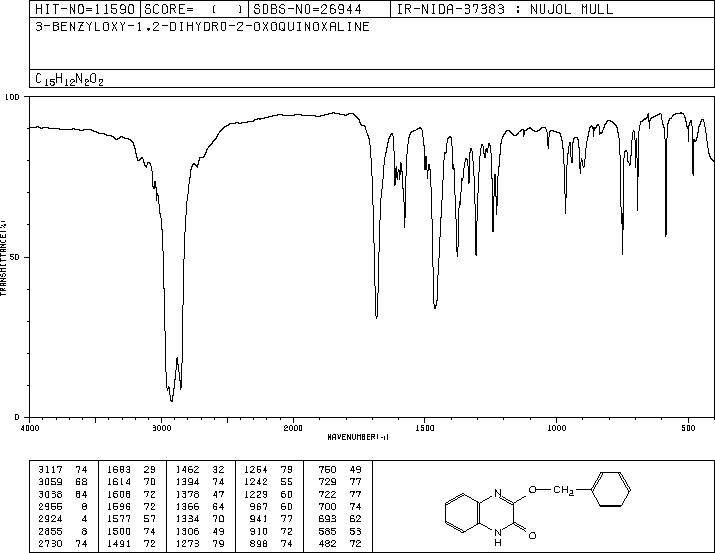 HIT-NO=11590 SCORE= ( ) SDBS-NO=26944 IR-NIDA-37383 : NUJOL MULL
3-BENZYLOXY-1,2-DIHYDRO-2-OXOQUINOXALINE
C15H12N2O2
100
50
0
TRANSMITTANCE(%)
4000 3000 2000 1500 1000 500
WAVENUMBER(-1)
3117 74 1683 29 1462 32 1264 79 750 49
3059 68 1614 70 1394 74 1242 55 729 77
3038 64 1608 72 1378 47 1229 60 722 77
2955 8 1596 72 1366 64 967 60 700 74
2924 4 1577 57 1334 70 941 77 693 62
2855 8 1500 74 1306 49 910 72 585 53
2730 74 1491 72 1273 79 898 74 482 72
N O CH2
N O
H